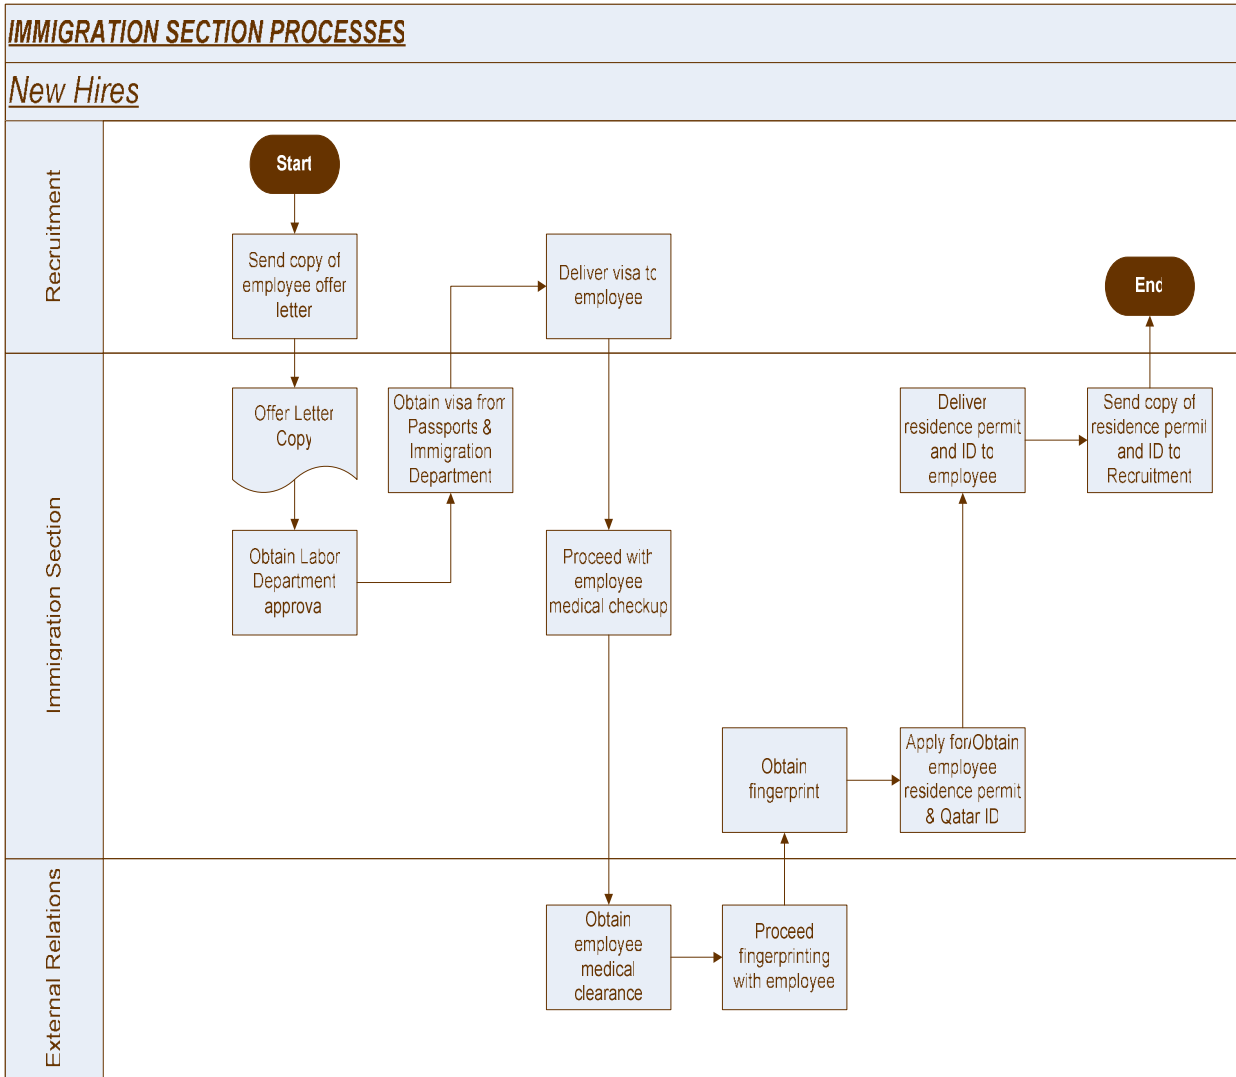 IMMIGRATION SECTION PROCESSES
New Hires
Recruitment
Start
Send copy of
employee offer
letter
Deliver visa to
employee
End
Immigration Section
Offer Letter
Copy
Obtain visa from
Passports &
Immigration
Department
Deliver
residence permit
and ID to
employee
Send copy of
residence permit
and ID to
Recruitment
Obtain Labor
Department
approva
Proceed with
employee
medical checkup
Obtain
fingerprint
Apply for/Obtain
employee
residence permit
& Qatar ID
External Relations
Obtain
employee
medical
clearance
Proceed
fingerprinting
with employee